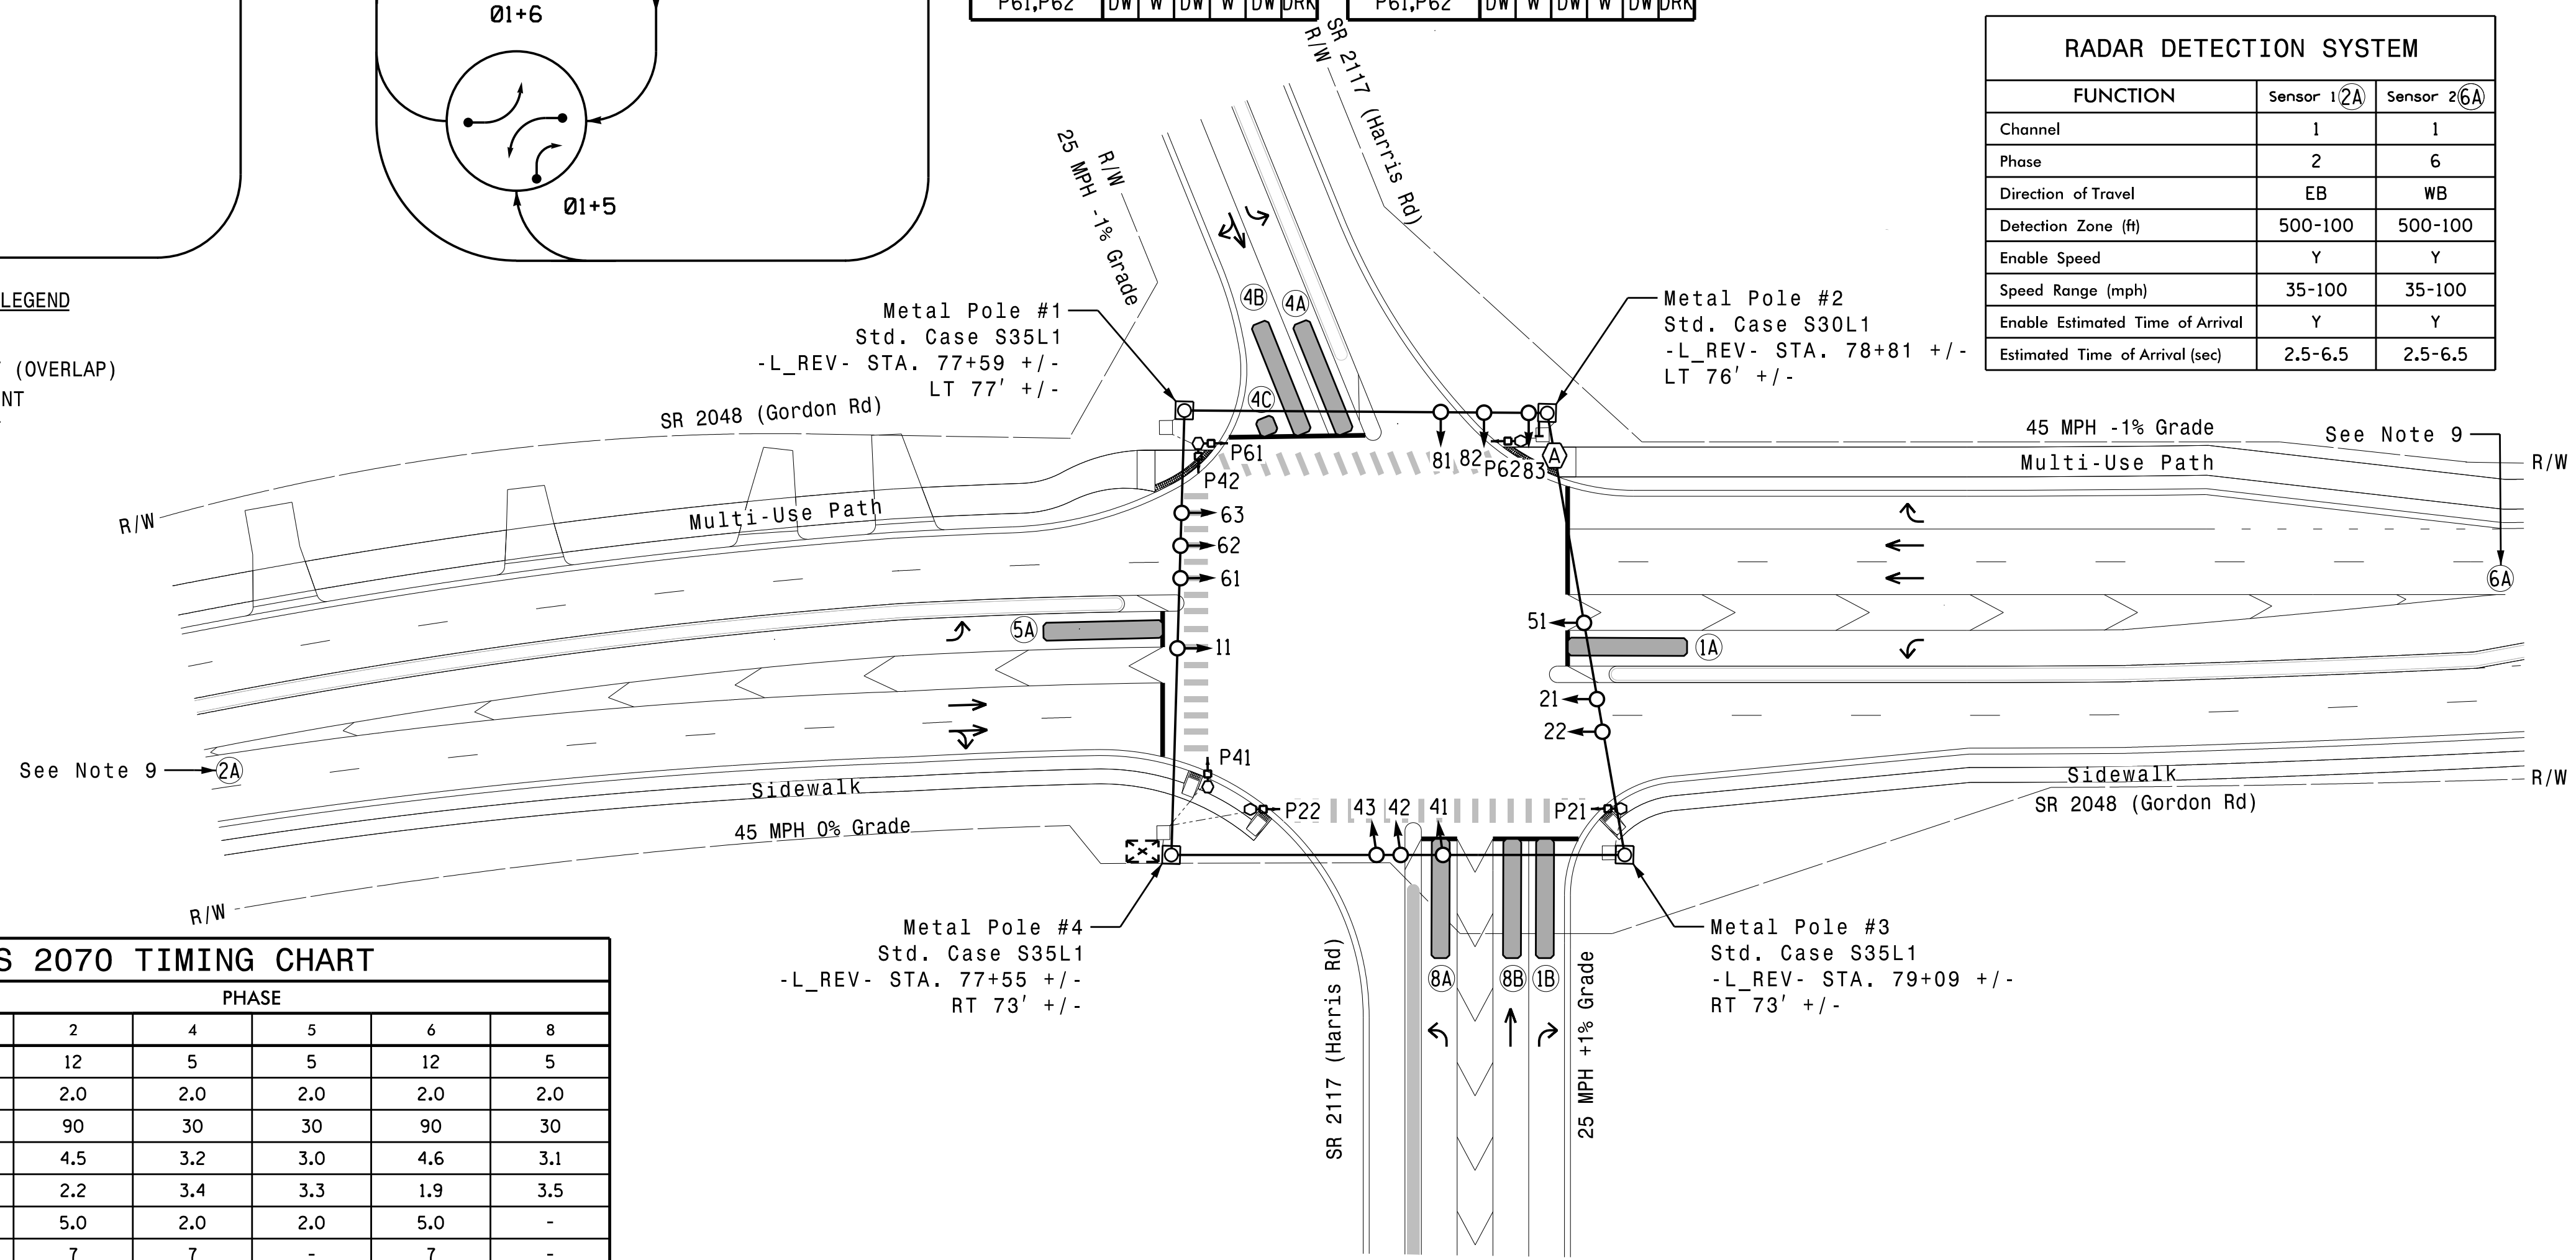 Ø1+6
Ø1+5
LEGEND
(OVERLAP)
NT
P61,P62 DW W DW W DW DRK
P61,P62 DW W DW W DW DRK
RADAR DETECTION SYSTEM
FUNCTION Sensor 1 2A Sensor 2 6A
Channel 1 1
Phase 2 6
Direction of Travel EB WB
Detection Zone (ft) 500-100 500-100
Enable Speed Y Y
Speed Range (mph) 35-100 35-100
Enable Estimated Time of Arrival Y Y
Estimated Time of Arrival (sec) 2.5-6.5 2.5-6.5
SR 2117 (Harris Rd)
R/W
R/W
25 MPH -1% Grade
4B
4A
4C
Metal Pole #1
Std. Case S35L1
-L_REV- STA. 77+59 +/-
LT 77' +/-
Metal Pole #2
Std. Case S30L1
-L_REV- STA. 78+81 +/-
LT 76' +/-
SR 2048 (Gordon Rd)
45 MPH -1% Grade
See Note 9
R/W
Multi-Use Path
6A
P61
P42
81
82
P62
83
A
R/W
Multi-Use Path
63
62
61
5A
11
51
1A
21
22
See Note 9
2A
P41
Sidewalk
45 MPH 0% Grade
R/W
P22
43
42
41
P21
Sidewalk
SR 2048 (Gordon Rd)
R/W
x
Metal Pole #4
Std. Case S35L1
-L_REV- STA. 77+55 +/-
RT 73' +/-
8A
8B
1B
SR 2117 (Harris Rd)
25 MPH +1% Grade
Metal Pole #3
Std. Case S35L1
-L_REV- STA. 79+09 +/-
RT 73' +/-
S 2070 TIMING CHART
PHASE
2 4 5 6 8
12 5 5 12 5
2.0 2.0 2.0 2.0 2.0
90 30 30 90 30
4.5 3.2 3.0 4.6 3.1
2.2 3.4 3.3 1.9 3.5
5.0 2.0 2.0 5.0 -
7 7 - 7 -